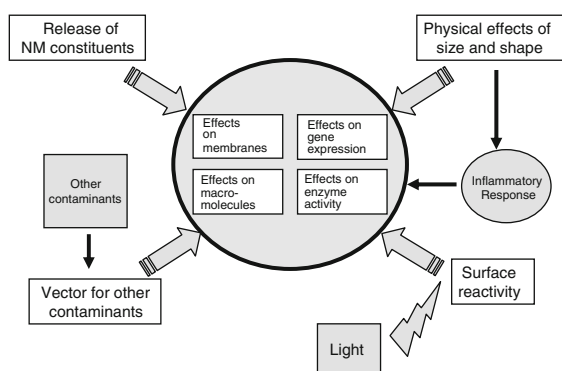 Release of
NM constituents
Physical effects of
size and shape
Effects
on
membranes
Effects on
gene
expression
Effects on
macro-
molecules
Effects on
enzyme
activity
Other
contaminants
Inflammatory
Response
Vector for other
contaminants
Surface
reactivity
Light